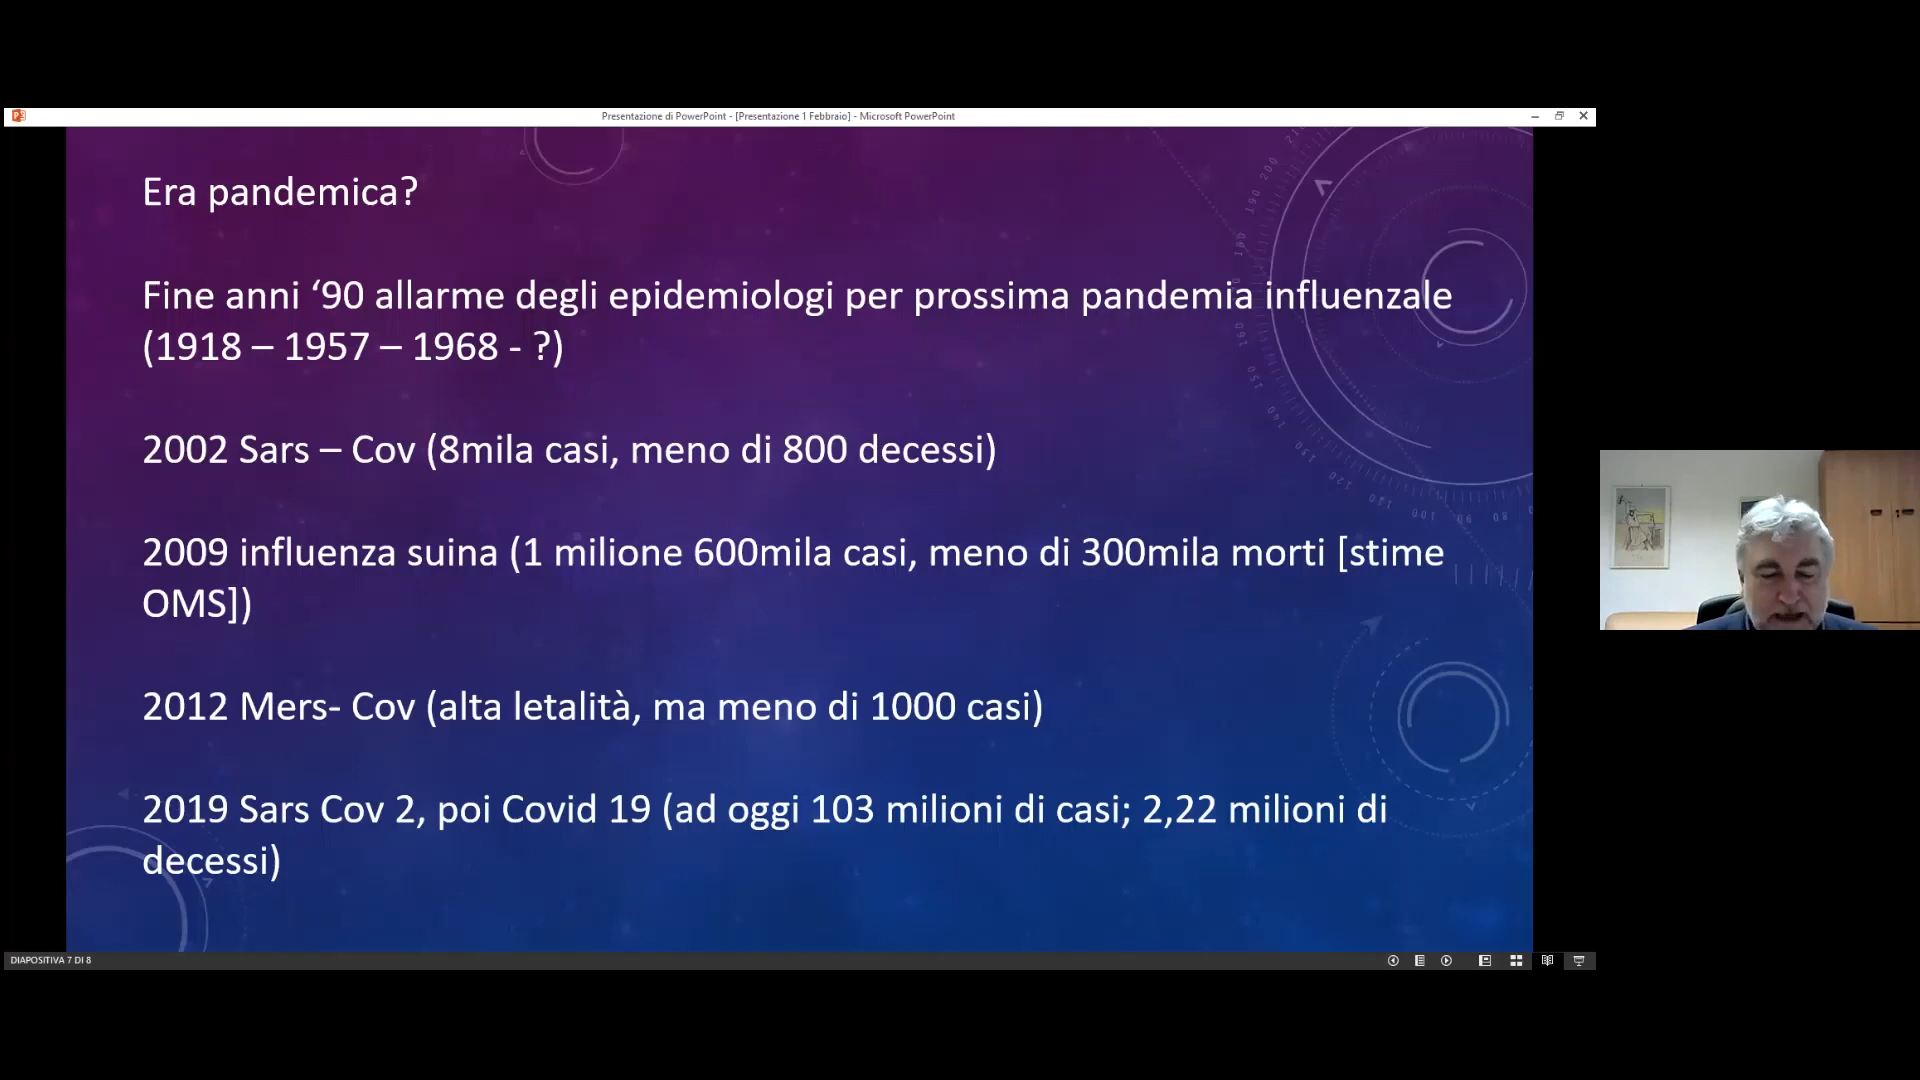 Presentazione di PowerPoint - [Presentazione 1 Febbraio] - Microsoft PowerPoint
Era pandemica?
Fine anni ‘90 allarme degli epidemiologi per prossima pandemia influenzale
(1918 – 1957 – 1968 - ?)
2002 Sars – Cov (8mila casi, meno di 800 decessi)
2009 influenza suina (1 milione 600mila casi, meno di 300mila morti [stime
OMS])
2012 Mers- Cov (alta letalità, ma meno di 1000 casi)
2019 Sars Cov 2, poi Covid 19 (ad oggi 103 milioni di casi; 2,22 milioni di
decessi)
DIAPOSITIVA 7 DI 8